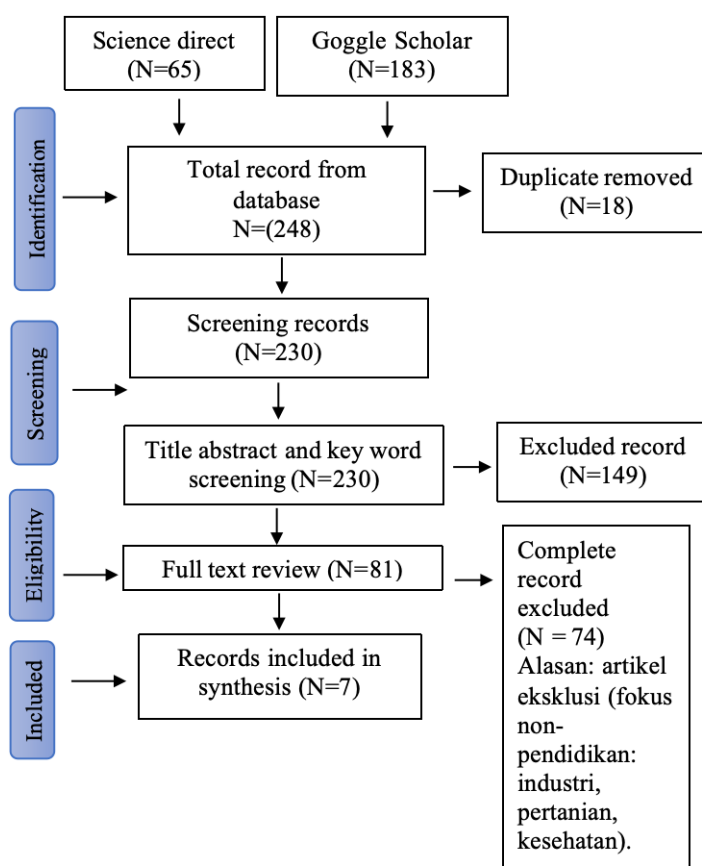 Science direct
(N=65)
Goggle Scholar
(N=183)
Identification
Total record from
database
N=(248)
Duplicate removed
(N=18)
Screening
Screening records
(N=230)
Title abstract and key word
screening (N=230)
Excluded record
(N=149)
Eligibility
Full text review (N=81)
Complete
record
excluded
(N = 74)
Alasan: artikel
eksklusi (fokus
non-
pendidikan:
industri,
pertanian,
kesehatan).
Included
Records included in
synthesis (N=7)